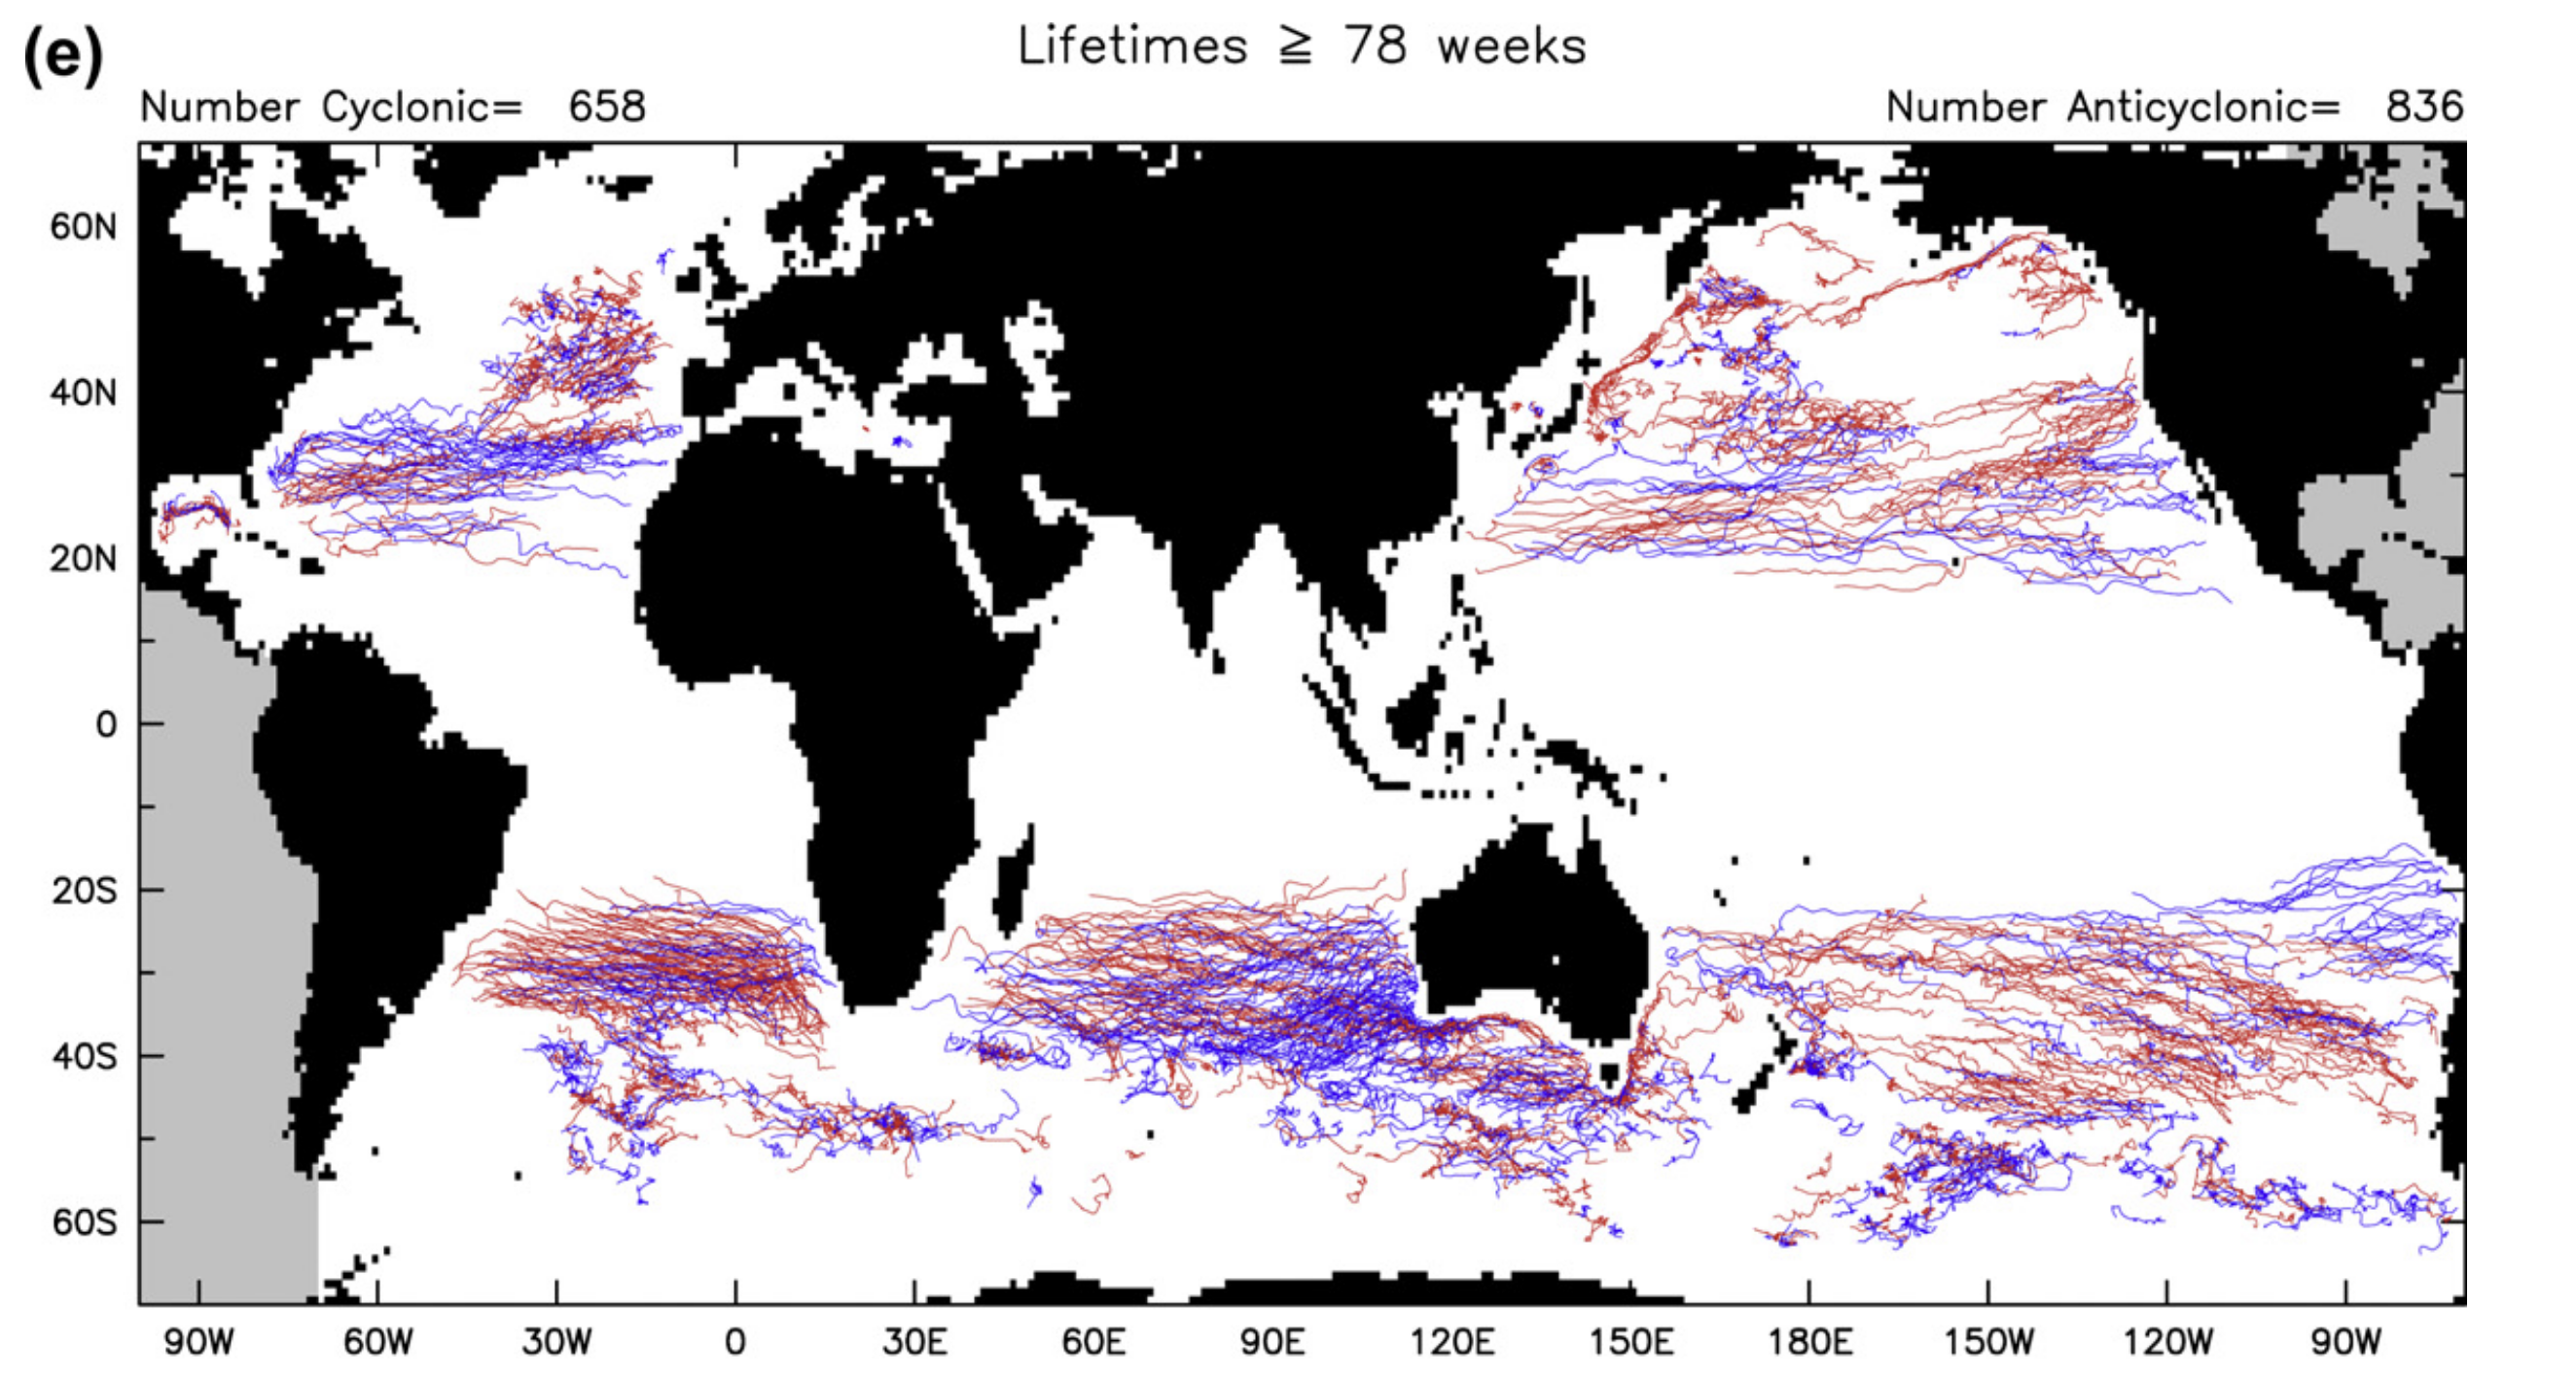 (e)
Lifetimes ≧ 78 weeks
Number Cyclonic= 658
Number Anticyclonic= 836
60N
40N
20N
0
20S
40S
60S
90W 60W 30W 0 30E 60E 90E 120E 150E 180E 150W 120W 90W